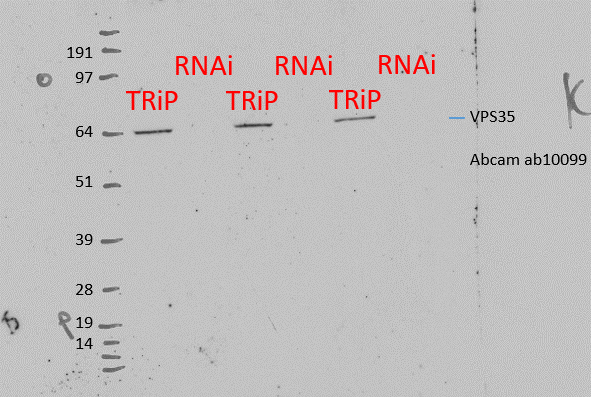 191
97
64
51
39
28
19
14
RNAi RNAi RNAi
TRiP TRiP TRiP
VPS35
Abcam ab10099
K